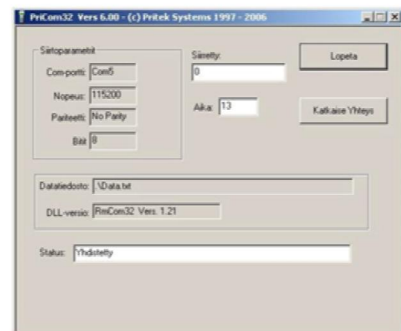 PriCom32 Vers 6.00 - (c) Pritek Systems 1997 - 2006
Siirtoparametrit
Com-portti: Com5
Nopeus: 115200
Pariteetti: No Parity
Bitit 8
Siirretty:
0
Aika: 13
Lopeta
Katkaise Yhteys
Datatiedosto: .\Data.txt
DLL-versio: RmCom32 Vers. 1.21
Status: Yhdistetty